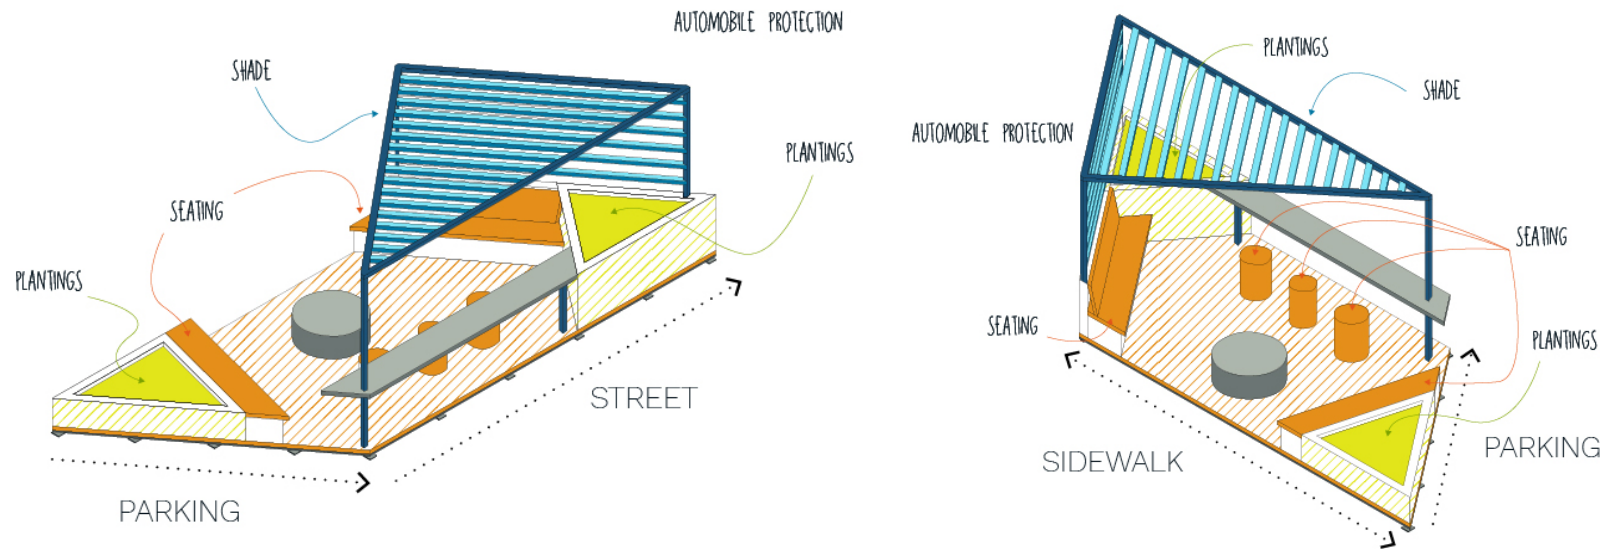 AUTOMOBILE PROTECTION
SHADE
PLANTINGS
SEATING
PLANTINGS
STREET
PARKING
PLANTINGS
SHADE
AUTOMOBILE PROTECTION
SEATING
SEATING
PLANTINGS
SIDEWALK
PARKING